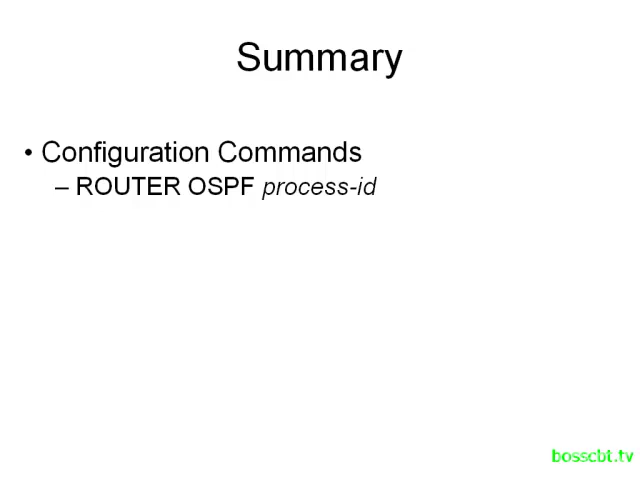 Summary
• Configuration Commands
– ROUTER OSPF process-id
bosscbt.tv